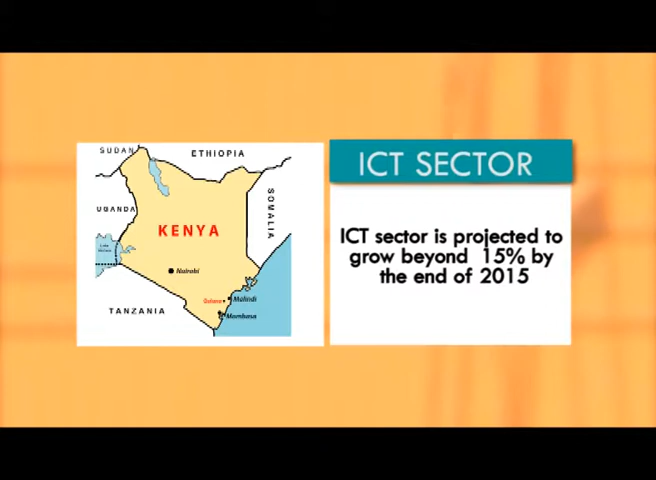 SUDAN
ETHIOPIA
UGANDA
SOMALIA
KENYA
Nairobi
Malindi
Mombasa
TANZANIA
ICT SECTOR
ICT sector is projected to
grow beyond 15% by
the end of 2015